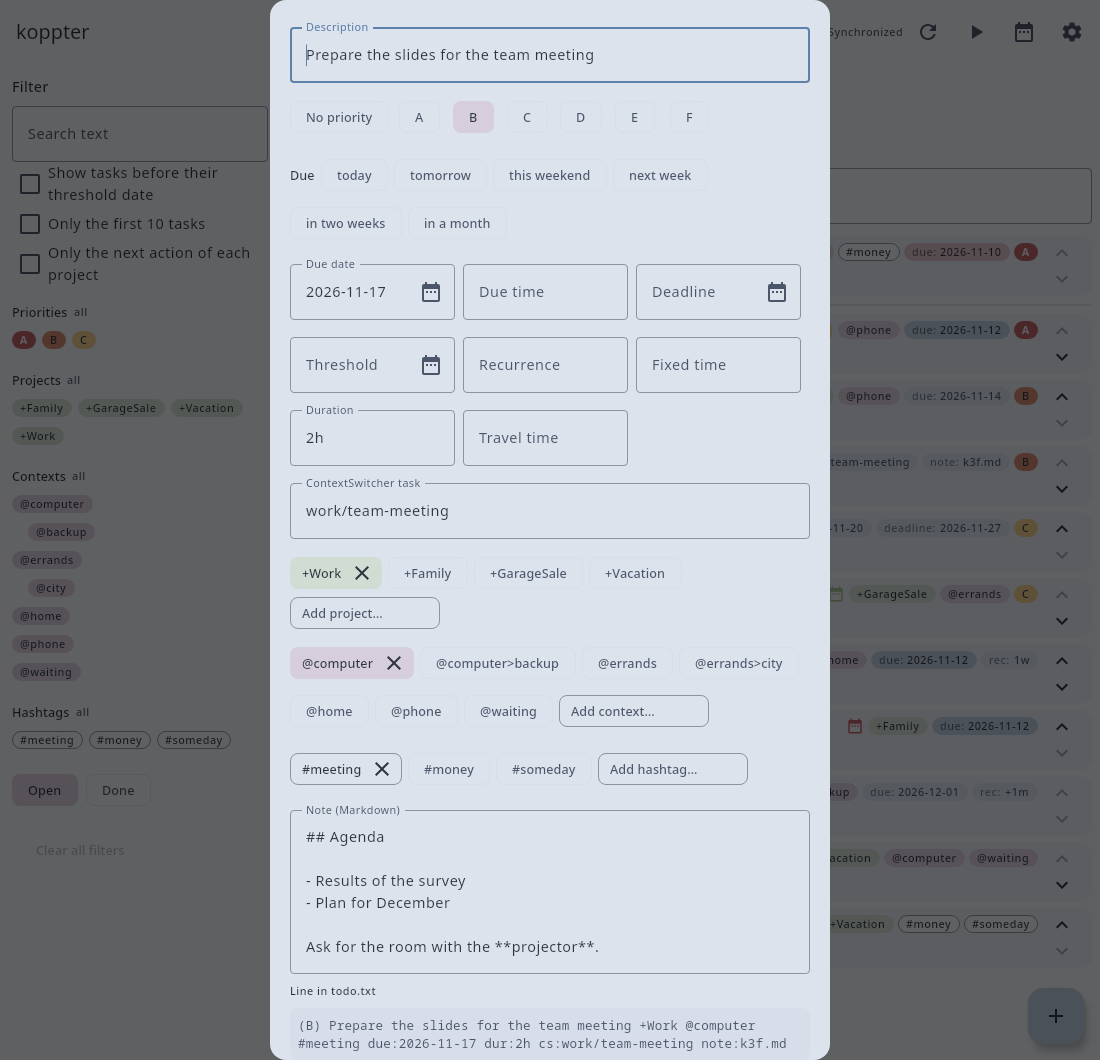 koppter
Synchronized
Filter
Search text
Show tasks before their
threshold date
Only the first 10 tasks
Only the next action of each
project
Priorities all
A B C
Projects all
+Family +GarageSale +Vacation
+Work
Contexts all
@computer
@backup
@errands
@city
@home
@phone
@waiting
Hashtags all
#meeting #money #someday
Open Done
Clear all filters
Description
Prepare the slides for the team meeting
No priority A B C D E F
Due today tomorrow this weekend next week
in two weeks in a month
Due date
2026-11-17 Due time Deadline
Threshold Recurrence Fixed time
Duration
2h Travel time
ContextSwitcher task
work/team-meeting
+Work +Family +GarageSale +Vacation
Add project...
@computer @computer>backup @errands @errands>city
@home @phone @waiting Add context...
#meeting #money #someday Add hashtag...
Note (Markdown)
## Agenda
- Results of the survey
- Plan for December
Ask for the room with the **projector**.
Line in todo.txt
(B) Prepare the slides for the team meeting +Work @computer
#meeting due:2026-11-17 dur:2h cs:work/team-meeting note:k3f.md
#money due: 2026-11-10 A
@phone due: 2026-11-12 A
@phone due: 2026-11-14 B
team-meeting note: k3f.md B
-11-20 deadline: 2026-11-27 C
+GarageSale @errands C
home due: 2026-11-12 rec: 1w
+Family due: 2026-11-12
kup due: 2026-12-01 rec: +1m
acation @computer @waiting
+Vacation #money #someday